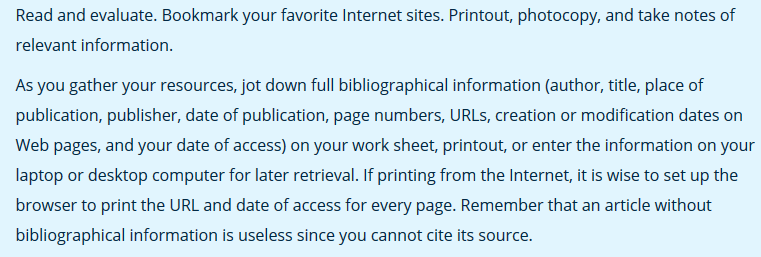 Read and evaluate. Bookmark your favorite Internet sites. Printout, photocopy, and take notes of
relevant information.
As you gather your resources, jot down full bibliographical information (author, title, place of
publication, publisher, date of publication, page numbers, URLs, creation or modification dates on
Web pages, and your date of access) on your work sheet, printout, or enter the information on your
laptop or desktop computer for later retrieval. If printing from the Internet, it is wise to set up the
browser to print the URL and date of access for every page. Remember that an article without
bibliographical information is useless since you cannot cite its source.